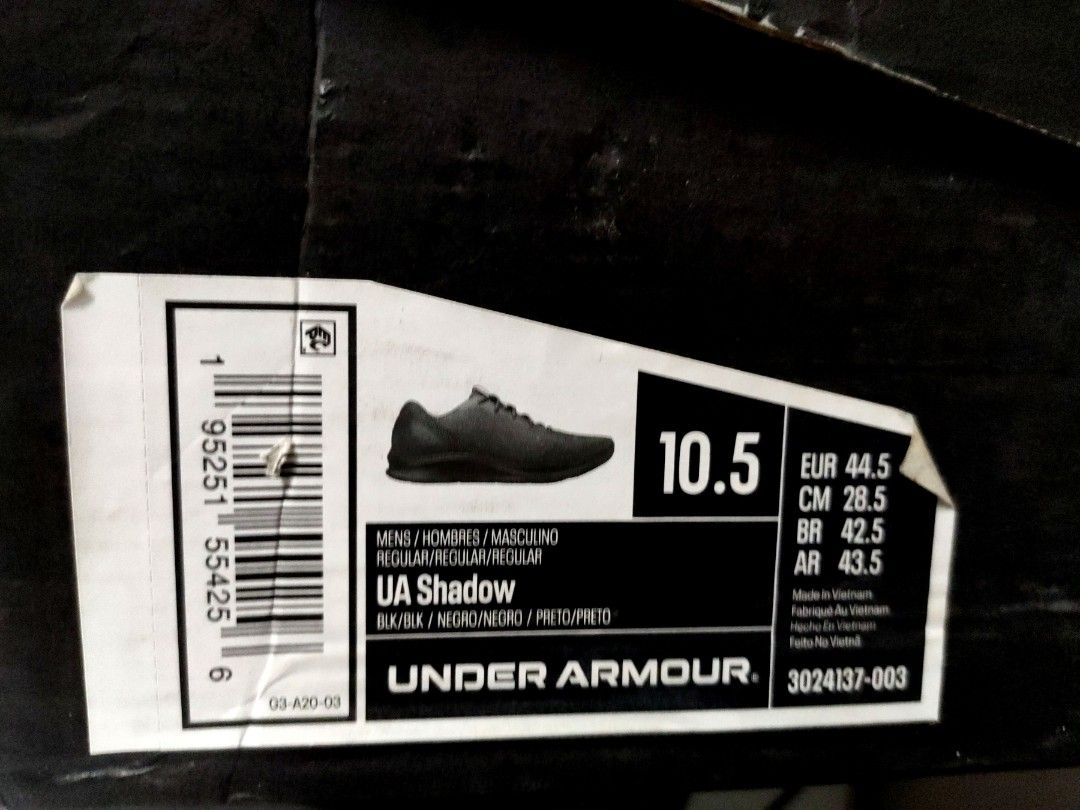 1 95251 55425 6
03-A20-03
10.5
MENS / HOMBRES / MASCULINO
REGULAR/REGULAR/REGULAR
UA Shadow
BLK/BLK / NEGRO/NEGRO / PRETO/PRETO
UNDER ARMOUR®
EUR 44.5
CM 28.5
BR 42.5
AR 43.5
Made in Vietnam
Fabriqué Au Vietnam
Hecho En Vietnam
Feito No Vietnã
3024137-003